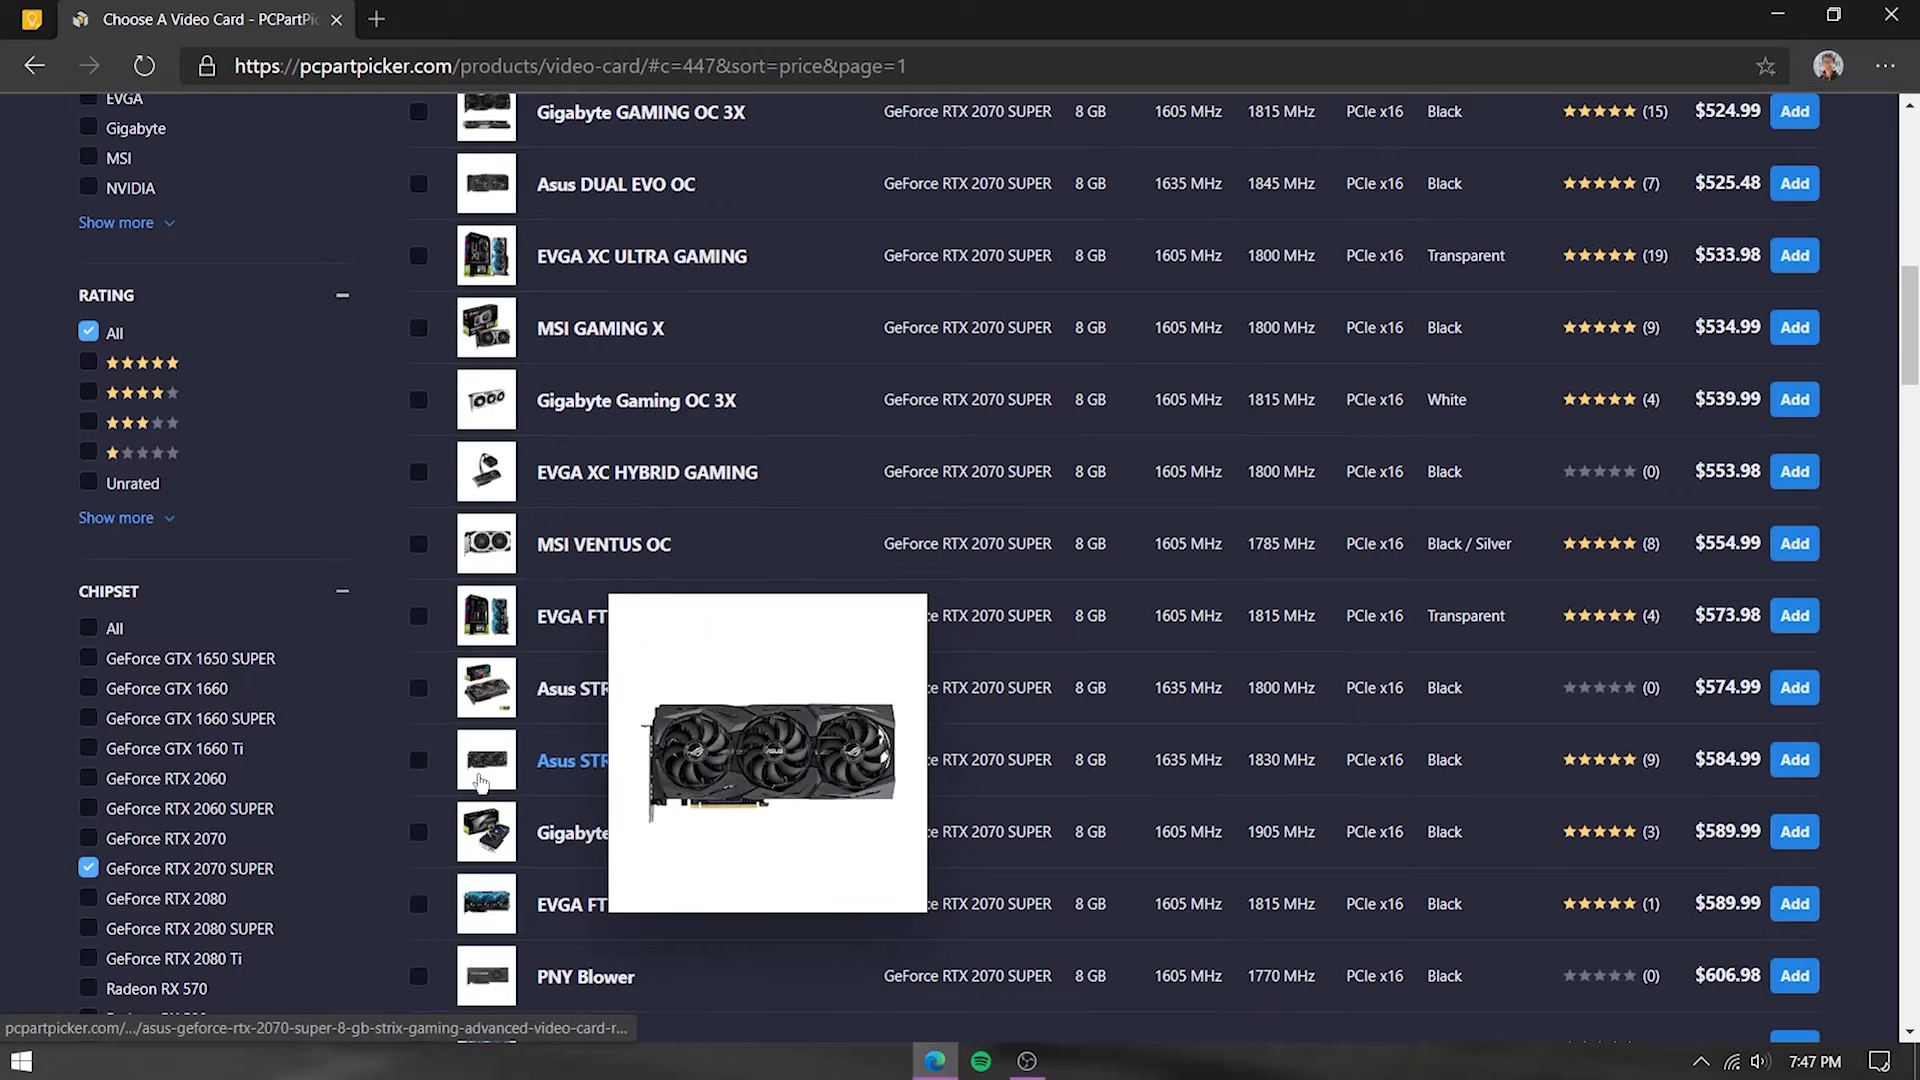 Choose A Video Card - PCPartPi
https://pcpartpicker.com/products/video-card/#c=447&sort=price&page=1
EVGA
Gigabyte
MSI
NVIDIA
Show more
RATING
All
Unrated
Show more
CHIPSET
All
GeForce GTX 1650 SUPER
GeForce GTX 1660
GeForce GTX 1660 SUPER
GeForce GTX 1660 Ti
GeForce RTX 2060
GeForce RTX 2060 SUPER
GeForce RTX 2070
GeForce RTX 2070 SUPER
GeForce RTX 2080
GeForce RTX 2080 SUPER
GeForce RTX 2080 Ti
Radeon RX 570
Gigabyte GAMING OC 3X GeForce RTX 2070 SUPER 8 GB 1605 MHz 1815 MHz PCIe x16 Black (15) $524.99 Add
Asus DUAL EVO OC GeForce RTX 2070 SUPER 8 GB 1635 MHz 1845 MHz PCIe x16 Black (7) $525.48 Add
EVGA XC ULTRA GAMING GeForce RTX 2070 SUPER 8 GB 1605 MHz 1800 MHz PCIe x16 Transparent (19) $533.98 Add
MSI GAMING X GeForce RTX 2070 SUPER 8 GB 1605 MHz 1800 MHz PCIe x16 Black (9) $534.99 Add
Gigabyte Gaming OC 3X GeForce RTX 2070 SUPER 8 GB 1605 MHz 1815 MHz PCIe x16 White (4) $539.99 Add
EVGA XC HYBRID GAMING GeForce RTX 2070 SUPER 8 GB 1605 MHz 1800 MHz PCIe x16 Black (0) $553.98 Add
MSI VENTUS OC GeForce RTX 2070 SUPER 8 GB 1605 MHz 1785 MHz PCIe x16 Black / Silver (8) $554.99 Add
EVGA FT ce RTX 2070 SUPER 8 GB 1605 MHz 1815 MHz PCIe x16 Transparent (4) $573.98 Add
Asus STR ce RTX 2070 SUPER 8 GB 1635 MHz 1800 MHz PCIe x16 Black (0) $574.99 Add
Asus STR ce RTX 2070 SUPER 8 GB 1635 MHz 1830 MHz PCIe x16 Black (9) $584.99 Add
Gigabyte ce RTX 2070 SUPER 8 GB 1605 MHz 1905 MHz PCIe x16 Black (3) $589.99 Add
EVGA FT ce RTX 2070 SUPER 8 GB 1605 MHz 1815 MHz PCIe x16 Black (1) $589.99 Add
PNY Blower GeForce RTX 2070 SUPER 8 GB 1605 MHz 1770 MHz PCIe x16 Black (0) $606.98 Add
pcpartpicker.com/.../asus-geforce-rtx-2070-super-8-gb-strix-gaming-advanced-video-card-r...
7:47 PM